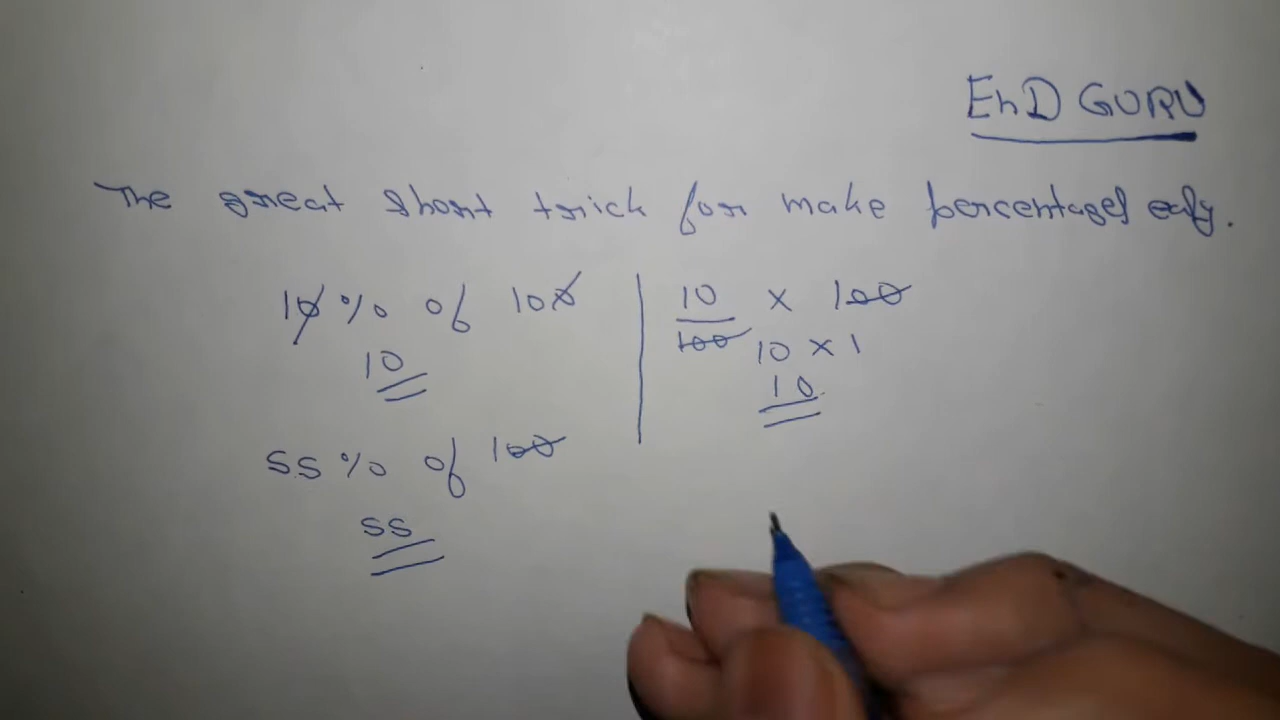 EhD GURU
The great short trick for make percentages easy.
10% of 100
10
55% of 100
55
10 x 100
100
10 x 1
10